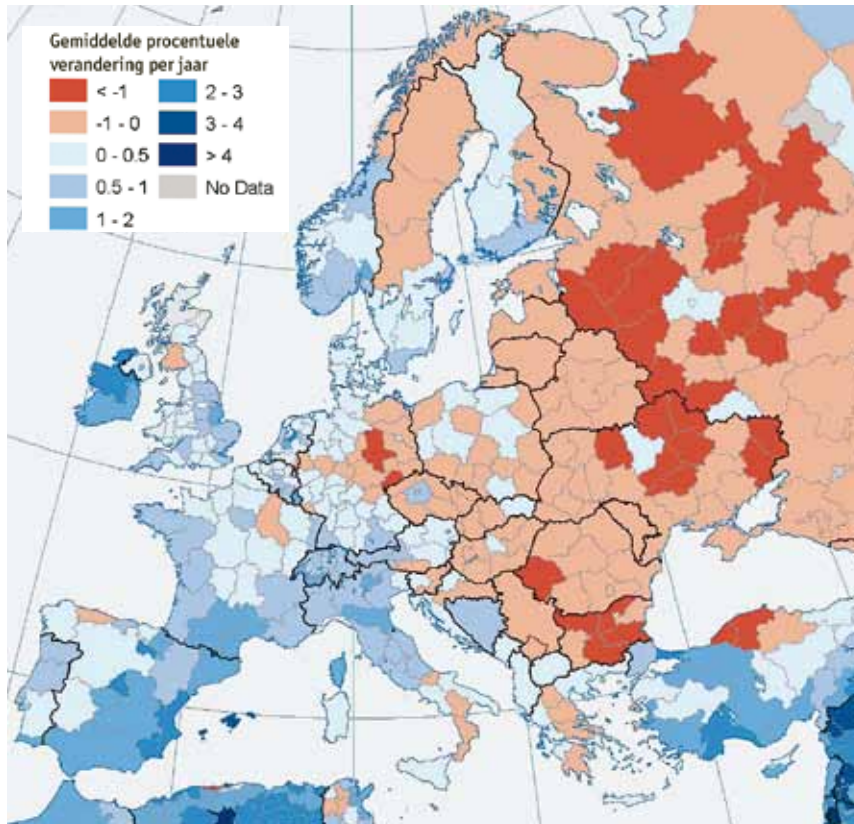 Gemiddelde procentuele
verandering per jaar
< -1
-1 - 0
0 - 0.5
0.5 - 1
1 - 2
2 - 3
3 - 4
> 4
No Data